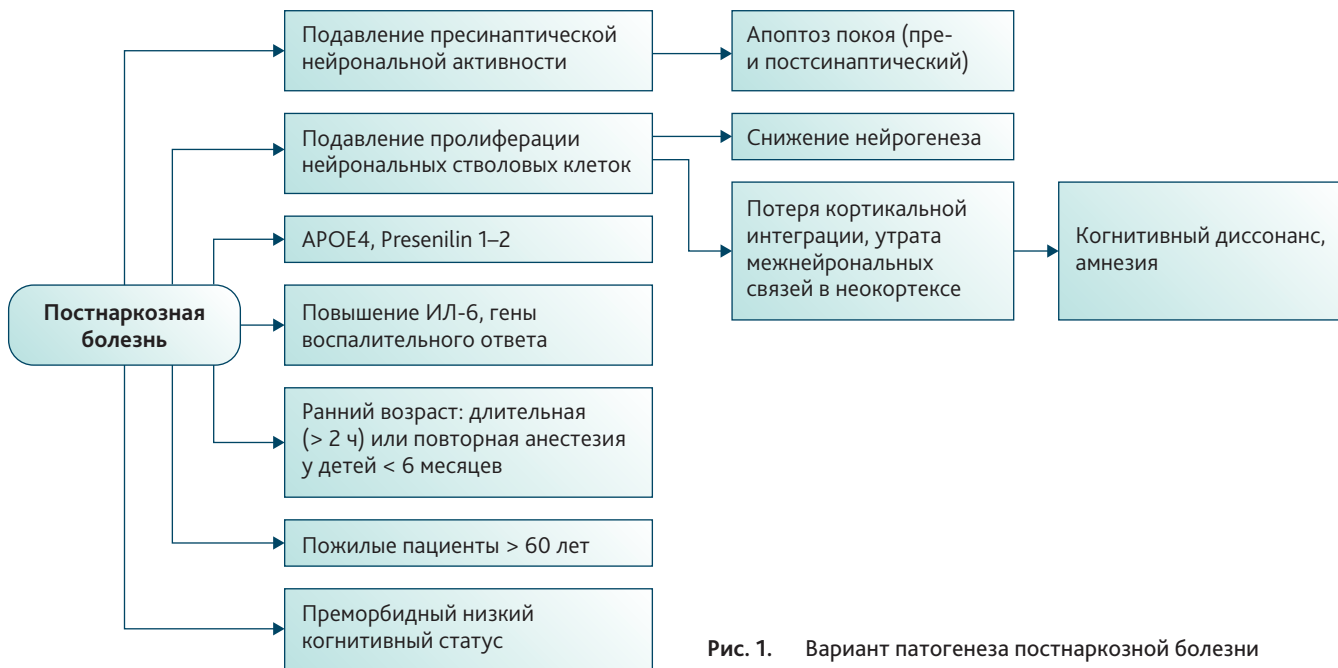 Подавление пресинаптической
нейрональной активности
Апоптоз покоя (пре-
и постсинаптический)
Подавление пролиферации
нейрональных стволовых клеток
Снижение нейрогенеза
Потеря кортикальной
интеграции, утрата
межнейрональных
связей в неокортексе
Когнитивный диссонанс,
амнезия
APOE4, Presenilin 1–2
Постнаркозная
болезнь
Повышение ИЛ-6, гены
воспалительного ответа
Ранний возраст: длительная
(> 2 ч) или повторная анестезия
у детей < 6 месяцев
Пожилые пациенты > 60 лет
Преморбидный низкий
когнитивный статус
Рис. 1. Вариант патогенеза постнаркозной болезни